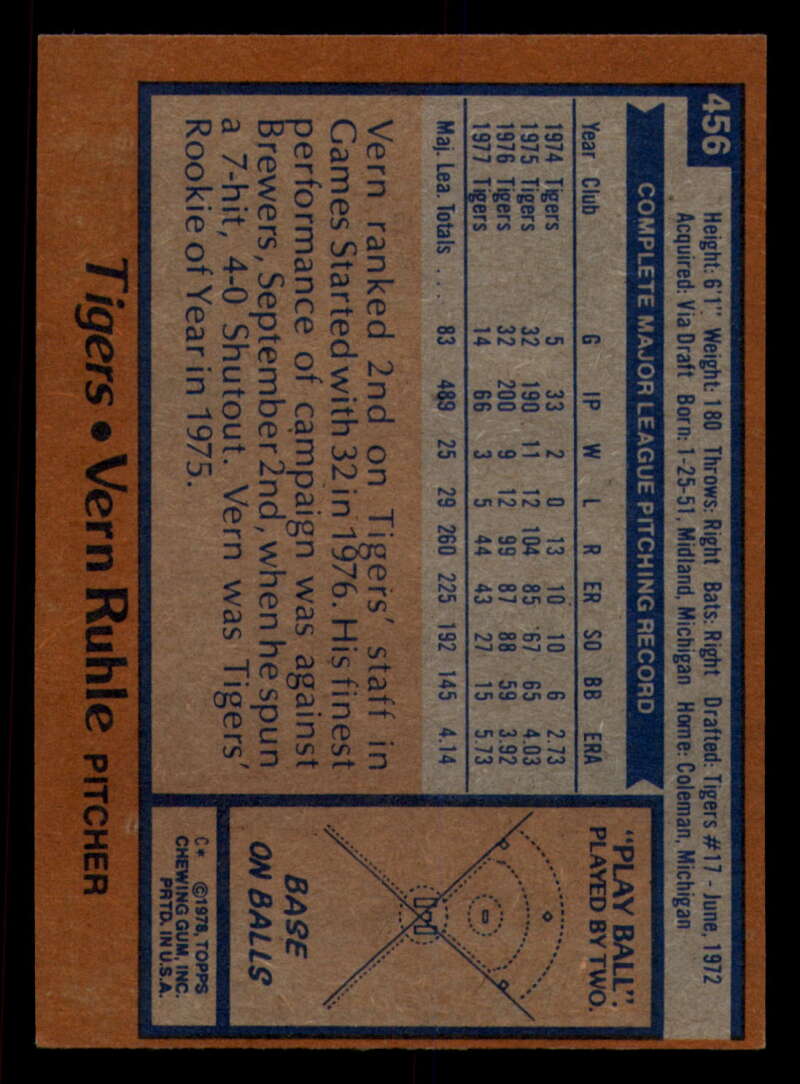 456
Height: 6'1" Weight: 180 Throws: Right Bats: Right Drafted: Tigers #17 - June, 1972
Acquired: Via Draft Born: 1-25-51, Midland, Michigan Home: Coleman, Michigan
COMPLETE MAJOR LEAGUE PITCHING RECORD
Year Club G IP W L R ER SO BB ERA
1974 Tigers 5 33 2 0 13 10 10 6 2.73
1975 Tigers 32 190 11 12 104 85 67 65 4.03
1976 Tigers 32 200 9 12 99 87 88 59 3.92
1977 Tigers 14 66 3 5 44 43 27 15 5.73
Maj. Lea. Totals . . . 83 489 25 29 260 225 192 145 4.14
Vern ranked 2nd on Tigers' staff in
Games Started with 32 in 1976. His finest
performance of campaign was against
Brewers, September 2nd, when he spun
a 7-hit, 4-0 Shutout. Vern was Tigers'
Rookie of Year in 1975.
"PLAY BALL".
PLAYED BY TWO.
BASE
ON BALLS
C* ©1978, TOPPS
CHEWING GUM, INC.
PRTD. IN U.S.A.
Tigers • Vern Ruhle PITCHER